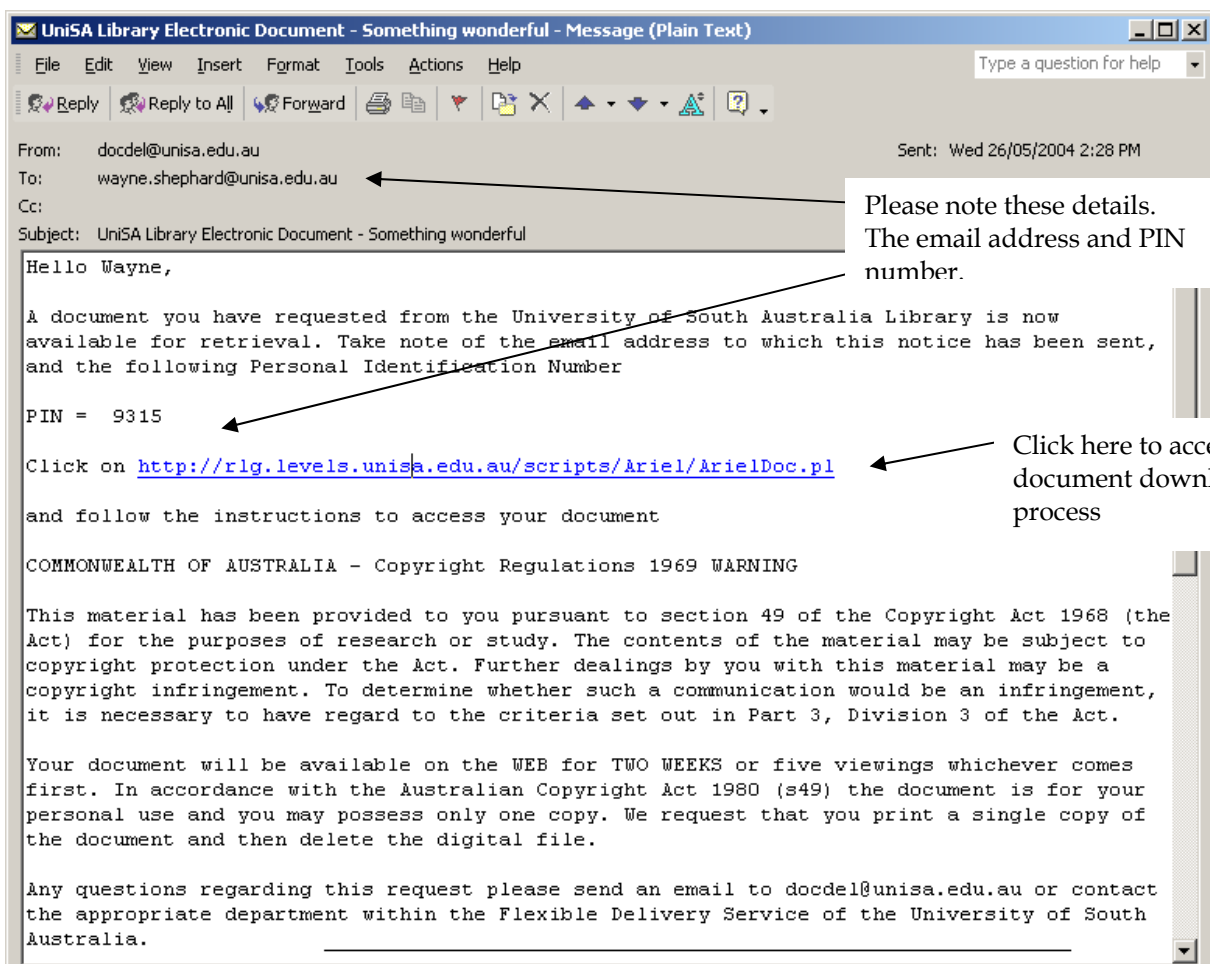 UniSA Library Electronic Document - Something wonderful - Message (Plain Text)
File Edit View Insert Format Tools Actions Help
Type a question for help
Reply Reply to All Forward
From: docdel@unisa.edu.au Sent: Wed 26/05/2004 2:28 PM
To: wayne.shephard@unisa.edu.au
Cc:
Subject: UniSA Library Electronic Document - Something wonderful
Please note these details.
The email address and PIN
number.
Hello Wayne,
A document you have requested from the University of South Australia Library is now
available for retrieval. Take note of the email address to which this notice has been sent,
and the following Personal Identification Number
PIN = 9315
Click on http://rlg.levels.unisa.edu.au/scripts/Ariel/ArielDoc.pl
Click here to acce
document downl
process
and follow the instructions to access your document
COMMONWEALTH OF AUSTRALIA - Copyright Regulations 1969 WARNING
This material has been provided to you pursuant to section 49 of the Copyright Act 1968 (the
Act) for the purposes of research or study. The contents of the material may be subject to
copyright protection under the Act. Further dealings by you with this material may be a
copyright infringement. To determine whether such a communication would be an infringement,
it is necessary to have regard to the criteria set out in Part 3, Division 3 of the Act.
Your document will be available on the WEB for TWO WEEKS or five viewings whichever comes
first. In accordance with the Australian Copyright Act 1980 (s49) the document is for your
personal use and you may possess only one copy. We request that you print a single copy of
the document and then delete the digital file.
Any questions regarding this request please send an email to docdel@unisa.edu.au or contact
the appropriate department within the Flexible Delivery Service of the University of South
Australia.